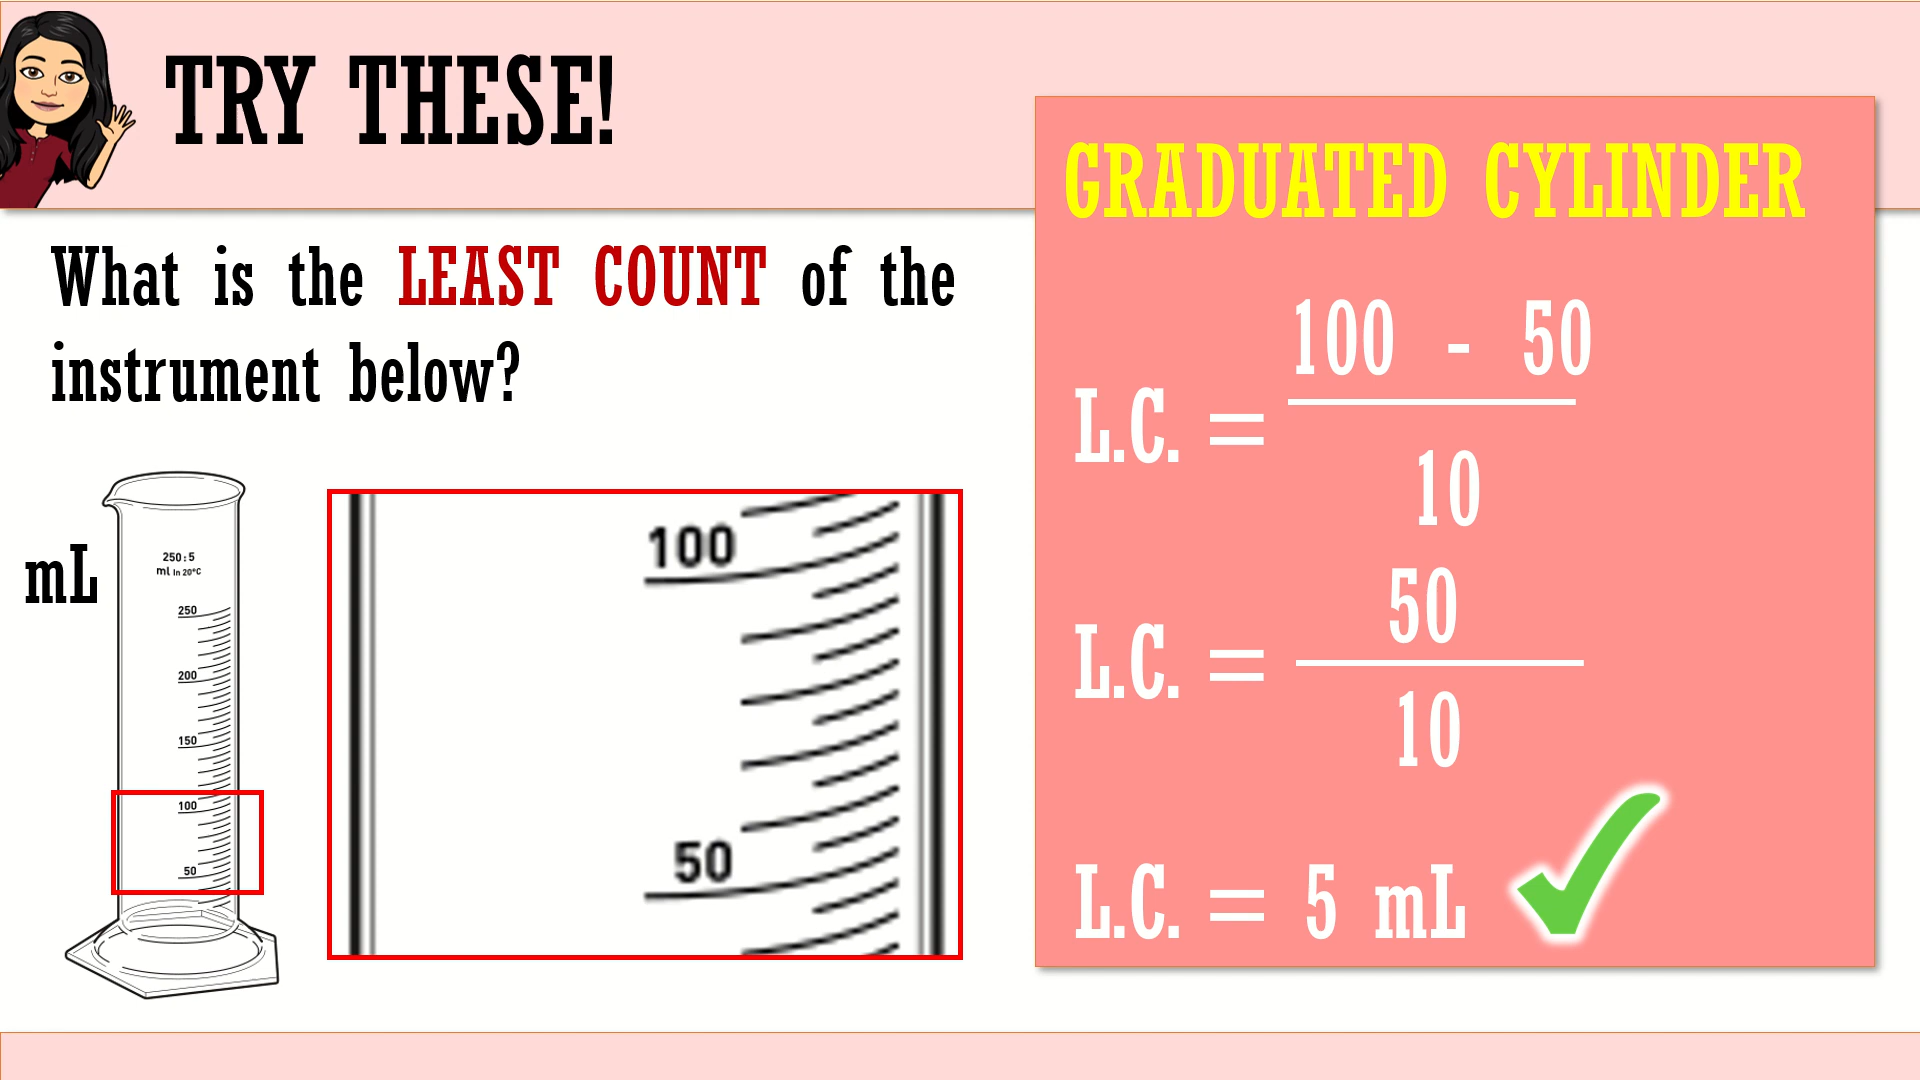 TRY THESE!
What is the LEAST COUNT of the
instrument below?
mL
250:5
ml In 20°C
250
200
150
100
50
100
50
GRADUATED CYLINDER
100 - 50
L.C. =
10
50
L.C. =
10
L.C. = 5 mL